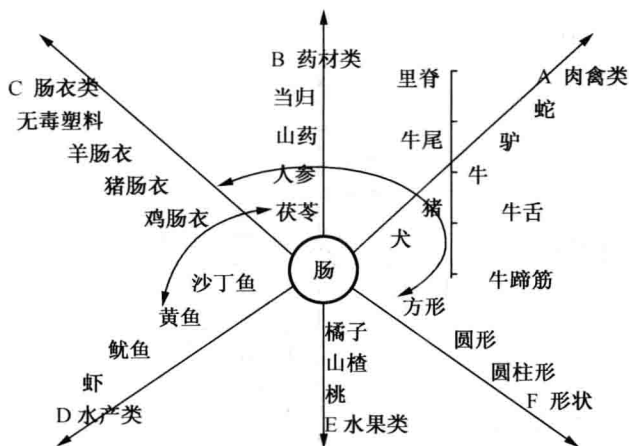 B 药材类
当归
山药
人参
茯苓
A 肉禽类
蛇
驴
牛
猪
犬
里脊
牛尾
牛舌
牛蹄筋
C 肠衣类
无毒塑料
羊肠衣
猪肠衣
鸡肠衣
肠
沙丁鱼
黄鱼
鱿鱼
虾
D 水产类
橘子
山楂
桃
E 水果类
方形
圆形
圆柱形
F 形状